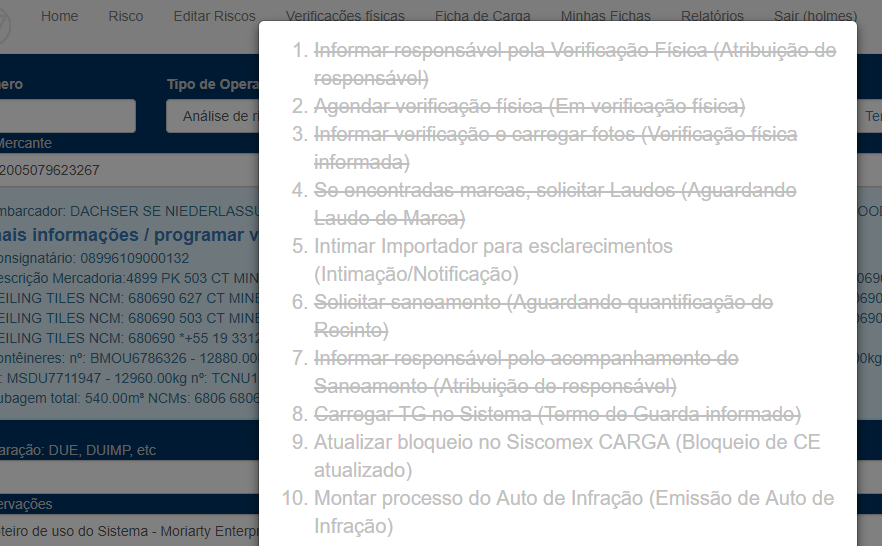 Home Risco Editar Riscos Verificações físicas Ficha de Carga Minhas Fichas Relatórios Sair (holmes)
1. Informar responsável pela Verificação Física (Atribuição de
responsável)
2. Agendar verificação física (Em verificação física)
3. Informar verificação e carregar fotos (Verificação física
informada)
4. Se encontradas marcas, solicitar Laudos (Aguardando
Laudo de Marca)
5. Intimar Importador para esclarecimentos
(Intimação/Notificação)
6. Solicitar saneamento (Aguardando quantificação do
Recinto)
7. Informar responsável pelo acompanhamento do
Saneamento (Atribuição de responsável)
8. Carregar TG no Sistema (Termo de Guarda informado)
9. Atualizar bloqueio no Siscomex CARGA (Bloqueio de CE
atualizado)
10. Montar processo do Auto de Infração (Emissão de Auto de
Infração)
ero Tipo de Opera
Análise de ri Ter
Mercante
2005079623267
mbarcador: DACHSER SE NIEDERLASSU OOD
ais informações / programar v
onsignatário: 08996109000132
escrição Mercadoria:4899 PK 503 CT MIN 0690
EILING TILES NCM: 680690 627 CT MINE 0690
EILING TILES NCM: 680690 503 CT MINE 0690
EILING TILES NCM: 680690 *+55 19 3312
ontêineres: nº: BMOU6786326 - 12880.00 0kg
: MSDU7711947 - 12960.00kg nº: TCNU1
ubagem total: 540.00m³ NCMs: 6806 6806
aração: DUE, DUIMP, etc
ervações
teiro de uso do Sistema - Moriarty Enterpr